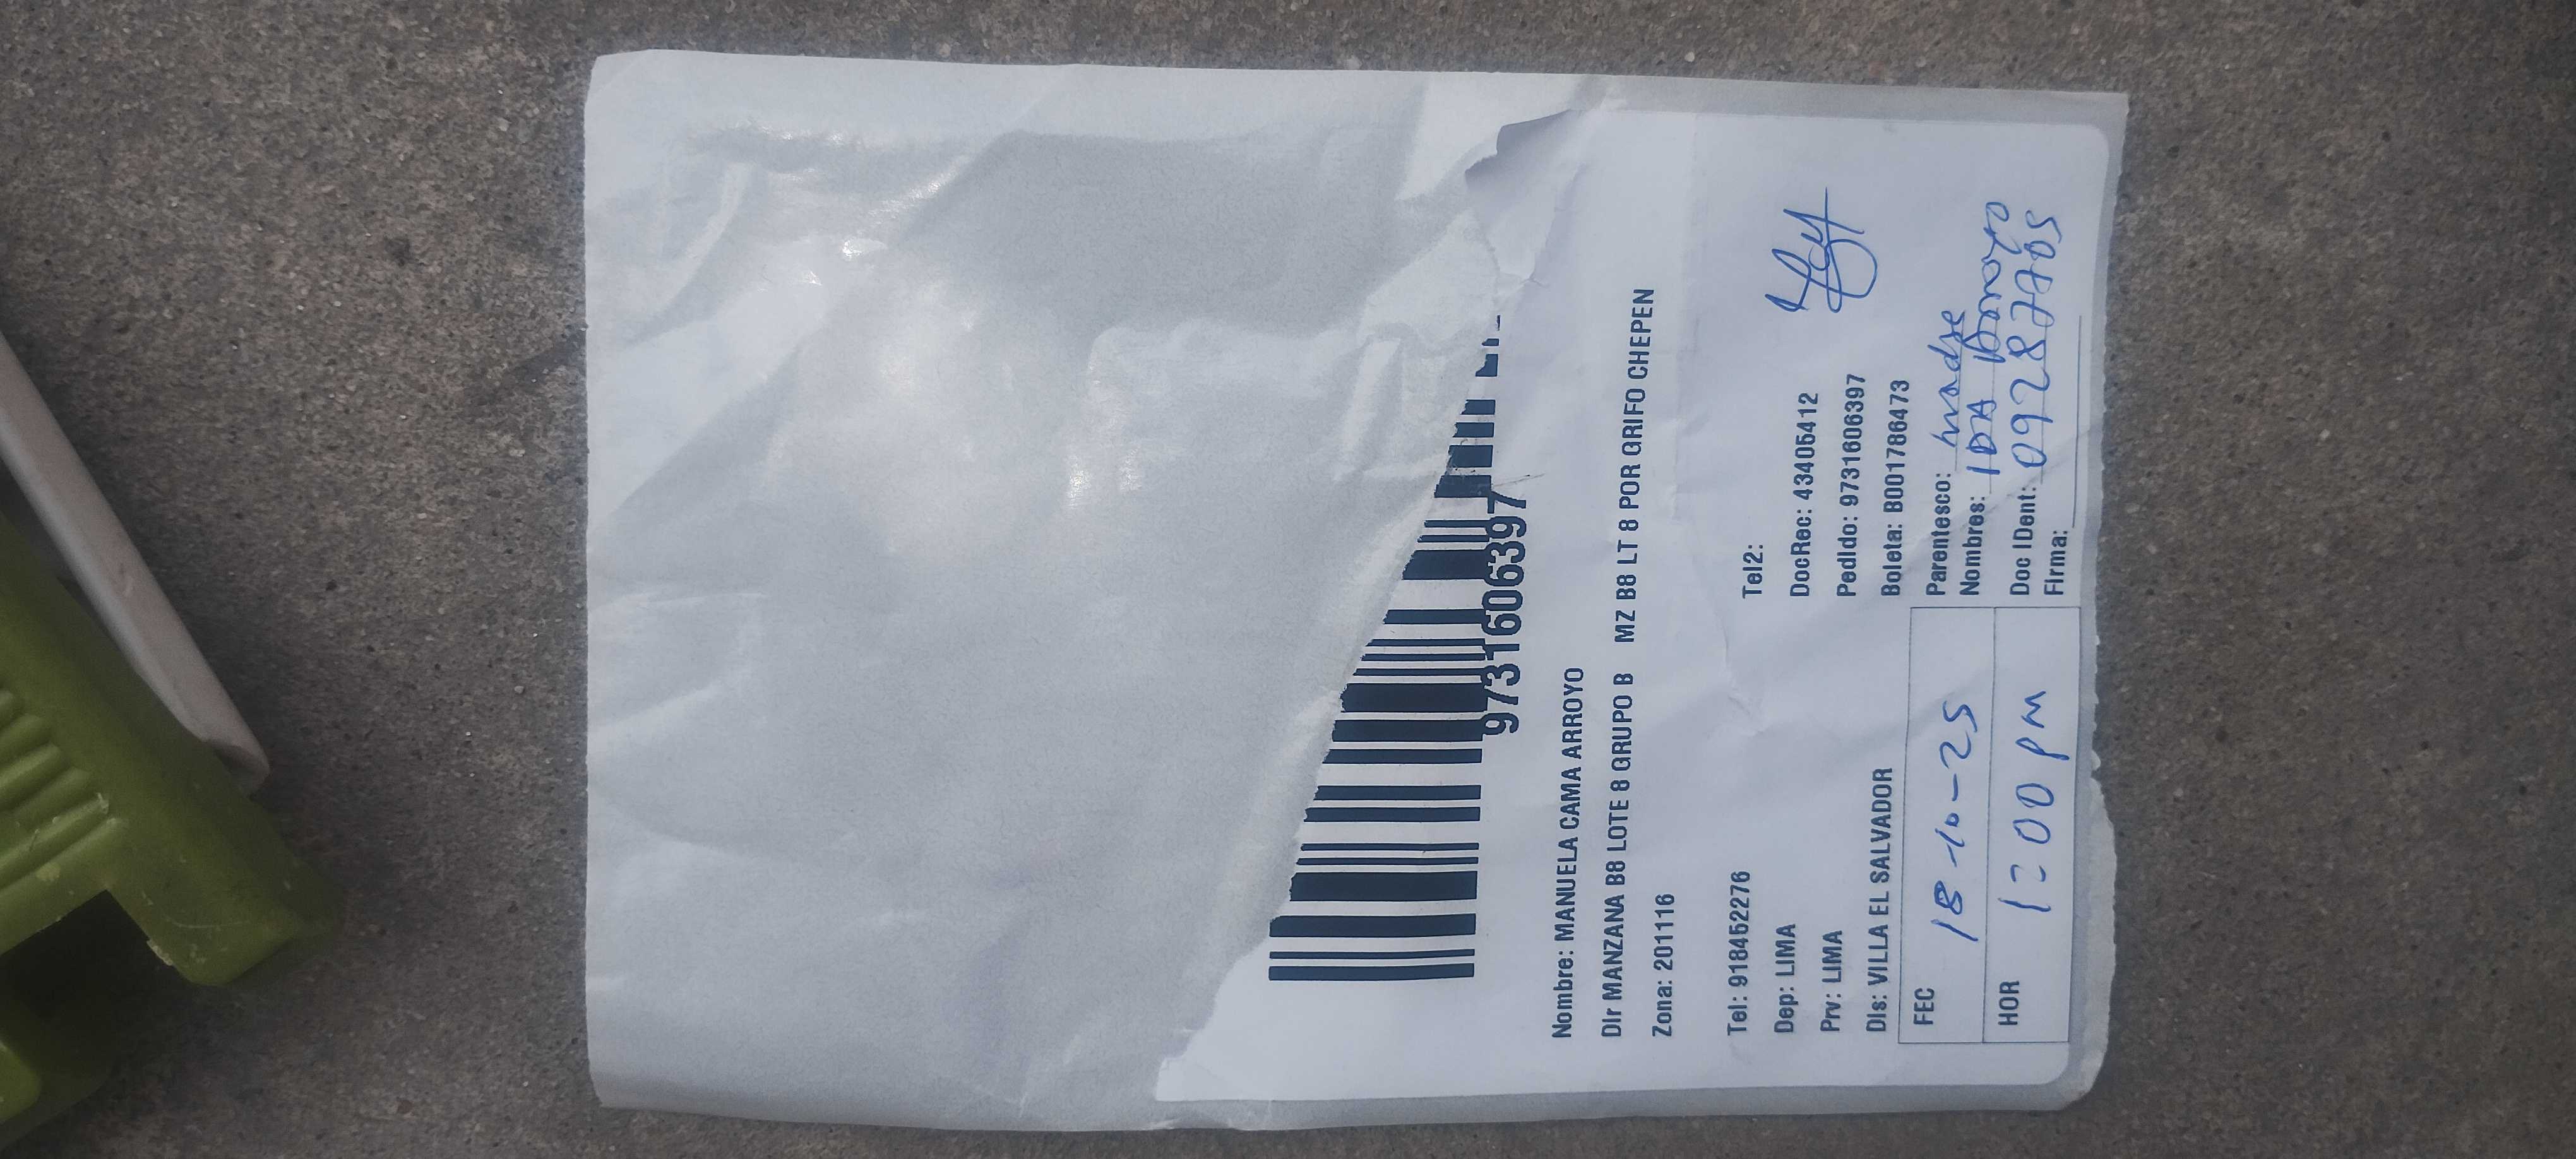 9731606397
Nombre: MANUELA CAMA ARROYO
Dir MANZANA B8 LOTE 8 GRUPO B MZ B8 LT 8 POR GRIFO CHEPEN
Zona: 201116
Tel: 918452276 Tel2:
Dep: LIMA DocRec: 43405412
Prv: LIMA Pedido: 9731606397
Dis: VILLA EL SALVADOR Boleta: B001786473
FEC 18-10-25 Parentesco: madre
Nombres: IDA
HOR 1:00 pm Doc IDent: 09287705
Firma: